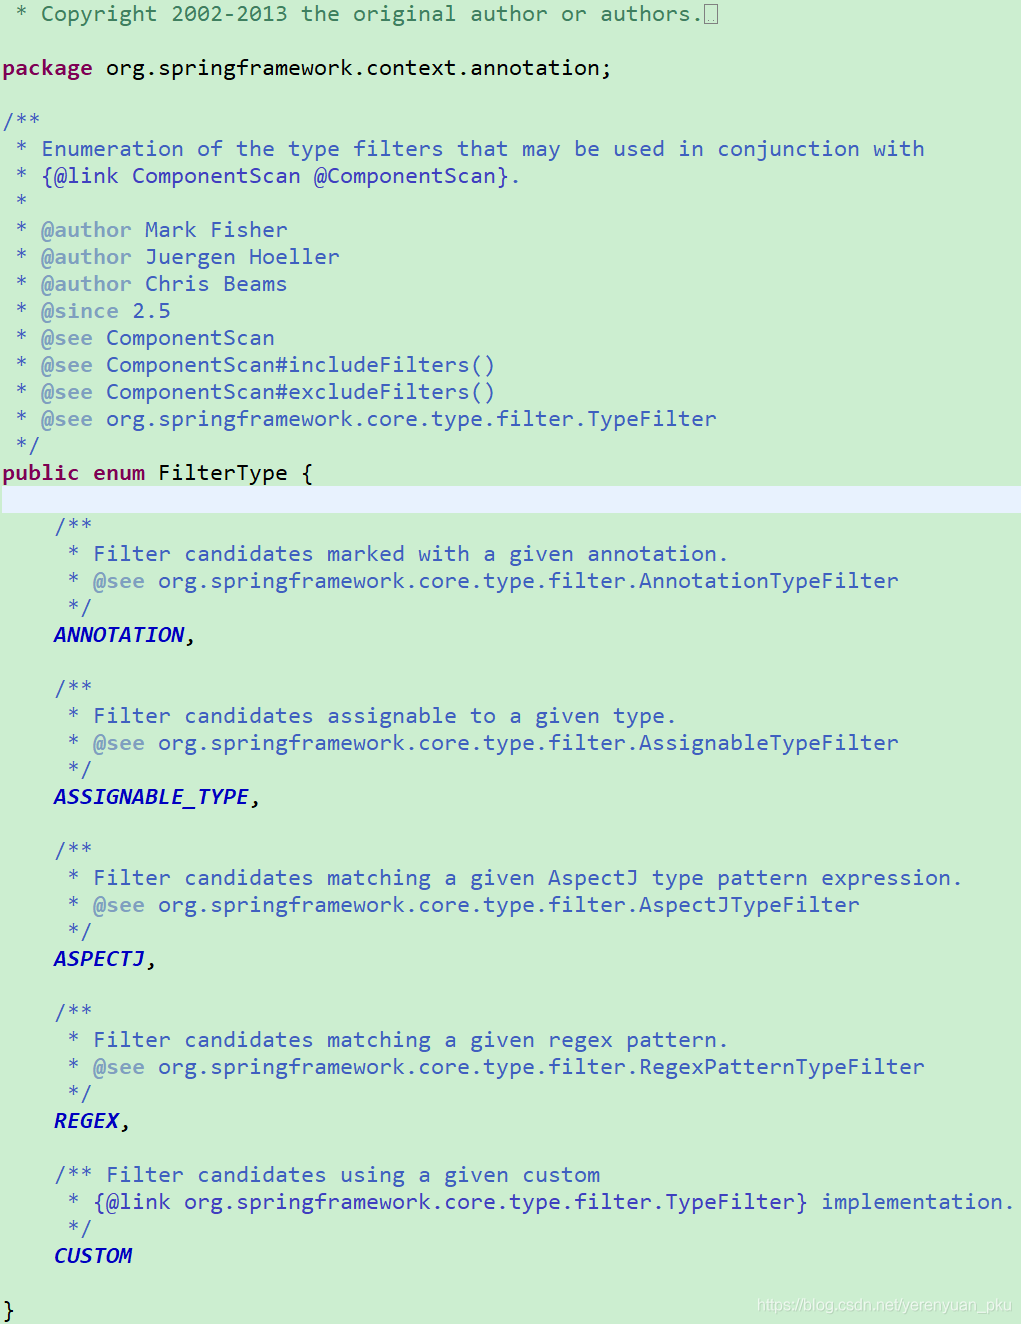 * Copyright 2002-2013 the original author or authors.
package org.springframework.context.annotation;
/**
 * Enumeration of the type filters that may be used in conjunction with
 * {@link ComponentScan @ComponentScan}.
 *
 * @author Mark Fisher
 * @author Juergen Hoeller
 * @author Chris Beams
 * @since 2.5
 * @see ComponentScan
 * @see ComponentScan#includeFilters()
 * @see ComponentScan#excludeFilters()
 * @see org.springframework.core.type.filter.TypeFilter
 */
public enum FilterType {
    /**
     * Filter candidates marked with a given annotation.
     * @see org.springframework.core.type.filter.AnnotationTypeFilter
     */
    ANNOTATION,
    /**
     * Filter candidates assignable to a given type.
     * @see org.springframework.core.type.filter.AssignableTypeFilter
     */
    ASSIGNABLE_TYPE,
    /**
     * Filter candidates matching a given AspectJ type pattern expression.
     * @see org.springframework.core.type.filter.AspectJTypeFilter
     */
    ASPECTJ,
    /**
     * Filter candidates matching a given regex pattern.
     * @see org.springframework.core.type.filter.RegexPatternTypeFilter
     */
    REGEX,
    /** Filter candidates using a given custom
     * {@link org.springframework.core.type.filter.TypeFilter} implementation.
     */
    CUSTOM
}
https://blog.csdn.net/yerenyuan_pku